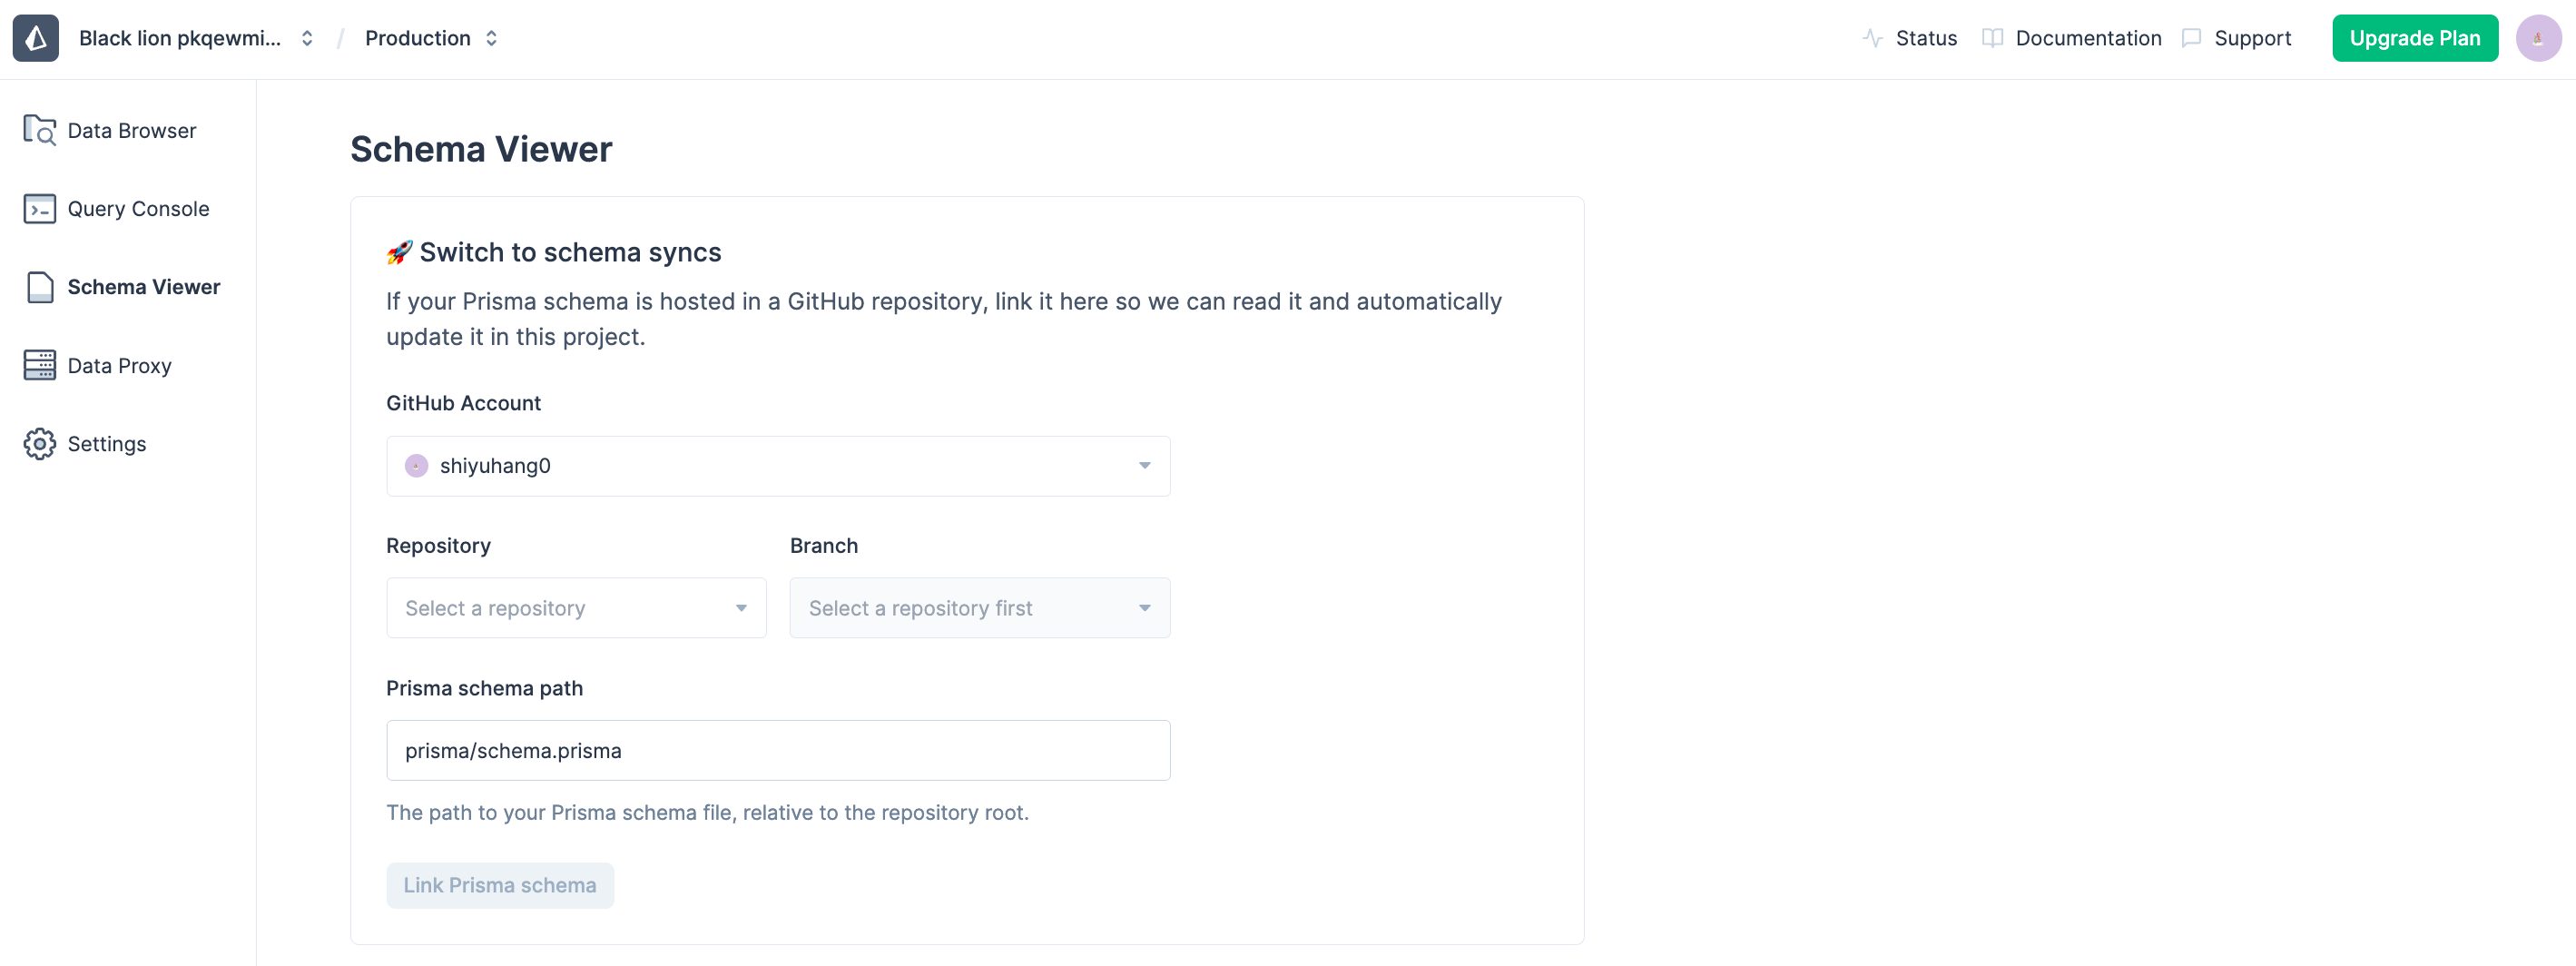 Black lion pkqewmi...
/
Production
Status
Documentation
Support
Upgrade Plan
Data Browser
Query Console
Schema Viewer
Data Proxy
Settings
Schema Viewer
🚀 Switch to schema syncs
If your Prisma schema is hosted in a GitHub repository, link it here so we can read it and automatically
update it in this project.
GitHub Account
shiyuhang0
Repository
Branch
Select a repository
Select a repository first
Prisma schema path
prisma/schema.prisma
The path to your Prisma schema file, relative to the repository root.
Link Prisma schema